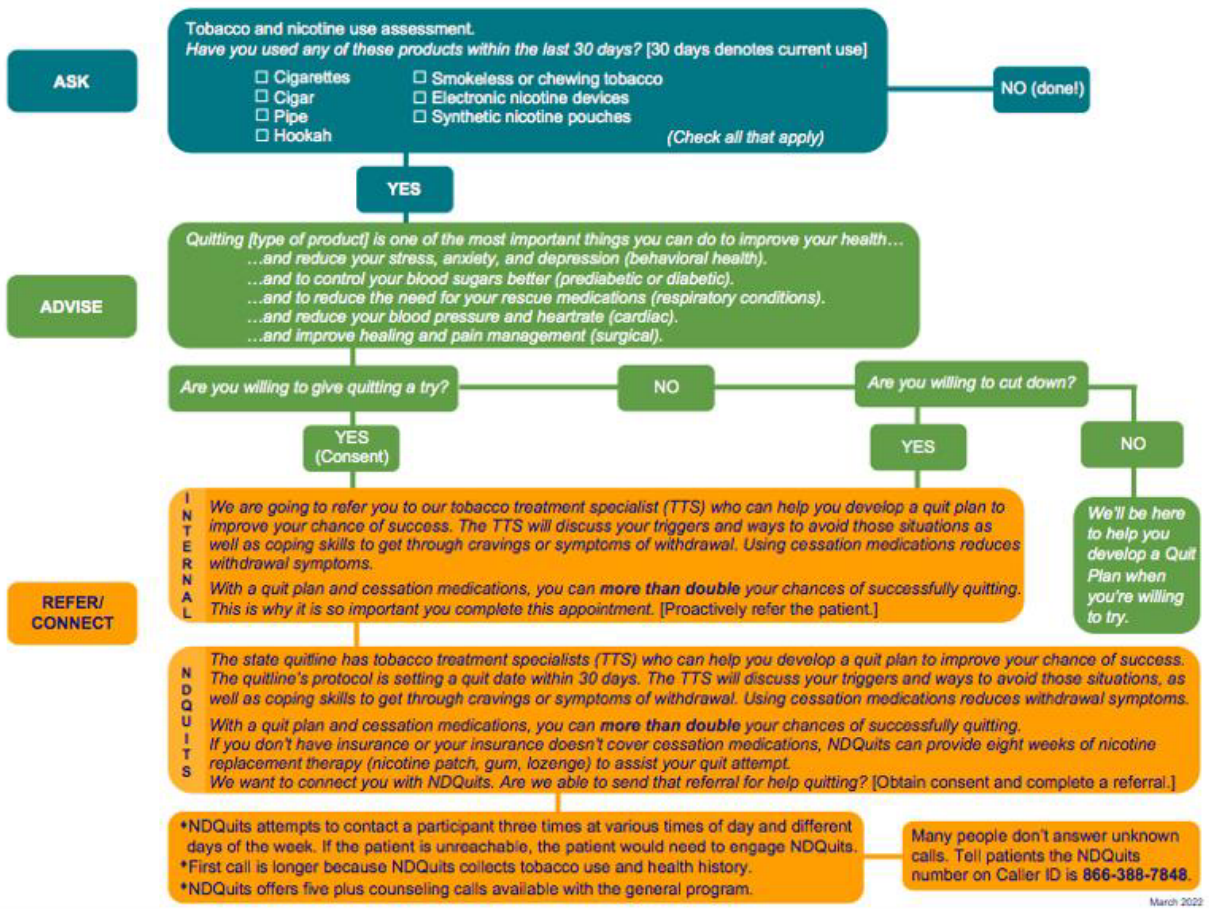 ASK
Tobacco and nicotine use assessment.
Have you used any of these products within the last 30 days? [30 days denotes current use]
☐ Cigarettes
☐ Cigar
☐ Pipe
☐ Hookah
☐ Smokeless or chewing tobacco
☐ Electronic nicotine devices
☐ Synthetic nicotine pouches
(Check all that apply)
NO (done!)
YES
ADVISE
Quitting [type of product] is one of the most important things you can do to improve your health…
…and reduce your stress, anxiety, and depression (behavioral health).
…and to control your blood sugars better (prediabetic or diabetic).
…and to reduce the need for your rescue medications (respiratory conditions).
…and reduce your blood pressure and heartrate (cardiac).
…and improve healing and pain management (surgical).
Are you willing to give quitting a try?
NO
Are you willing to cut down?
YES
(Consent)
YES
NO
We'll be here
to help you
develop a Quit
Plan when
you're willing
to try.
REFER/
CONNECT
INTERNAL
We are going to refer you to our tobacco treatment specialist (TTS) who can help you develop a quit plan to
improve your chance of success. The TTS will discuss your triggers and ways to avoid those situations as
well as coping skills to get through cravings or symptoms of withdrawal. Using cessation medications reduces
withdrawal symptoms.
With a quit plan and cessation medications, you can more than double your chances of successfully quitting.
This is why it is so important you complete this appointment. [Proactively refer the patient.]
NDQUITS
The state quitline has tobacco treatment specialists (TTS) who can help you develop a quit plan to improve your chance of success.
The quitline's protocol is setting a quit date within 30 days. The TTS will discuss your triggers and ways to avoid those situations, as
well as coping skills to get through cravings or symptoms of withdrawal. Using cessation medications reduces withdrawal symptoms.
With a quit plan and cessation medications, you can more than double your chances of successfully quitting.
If you don't have insurance or your insurance doesn't cover cessation medications, NDQuits can provide eight weeks of nicotine
replacement therapy (nicotine patch, gum, lozenge) to assist your quit attempt.
We want to connect you with NDQuits. Are we able to send that referral for help quitting? [Obtain consent and complete a referral.]
*NDQuits attempts to contact a participant three times at various times of day and different
days of the week. If the patient is unreachable, the patient would need to engage NDQuits.
*First call is longer because NDQuits collects tobacco use and health history.
*NDQuits offers five plus counseling calls available with the general program.
Many people don't answer unknown
calls. Tell patients the NDQuits
number on Caller ID is 866-388-7848.
March 2022